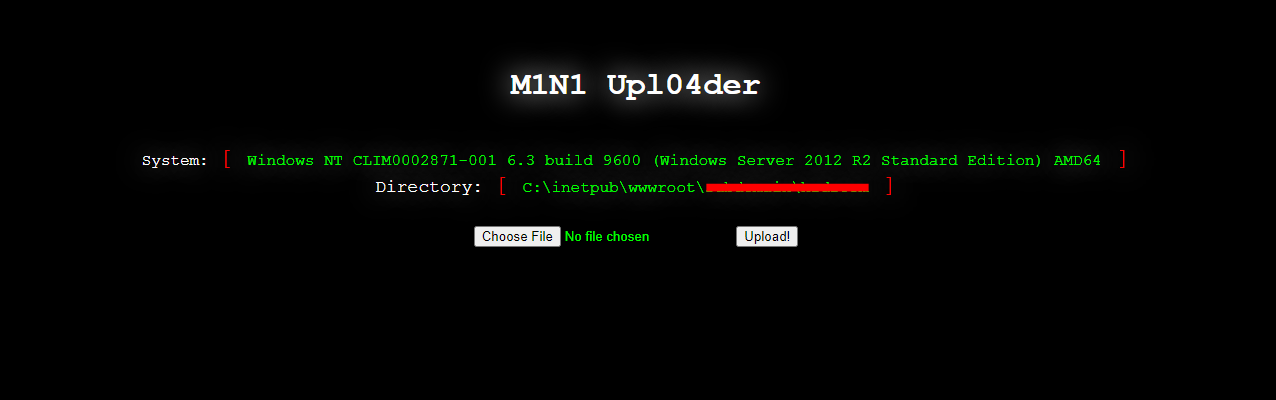 M1N1 Upl04der
System: [ Windows NT CLIM0002871-001 6.3 build 9600 (Windows Server 2012 R2 Standard Edition) AMD64 ]
Directory: [ C:\inetpub\wwwroot\ ]
Choose File No file chosen Upload!